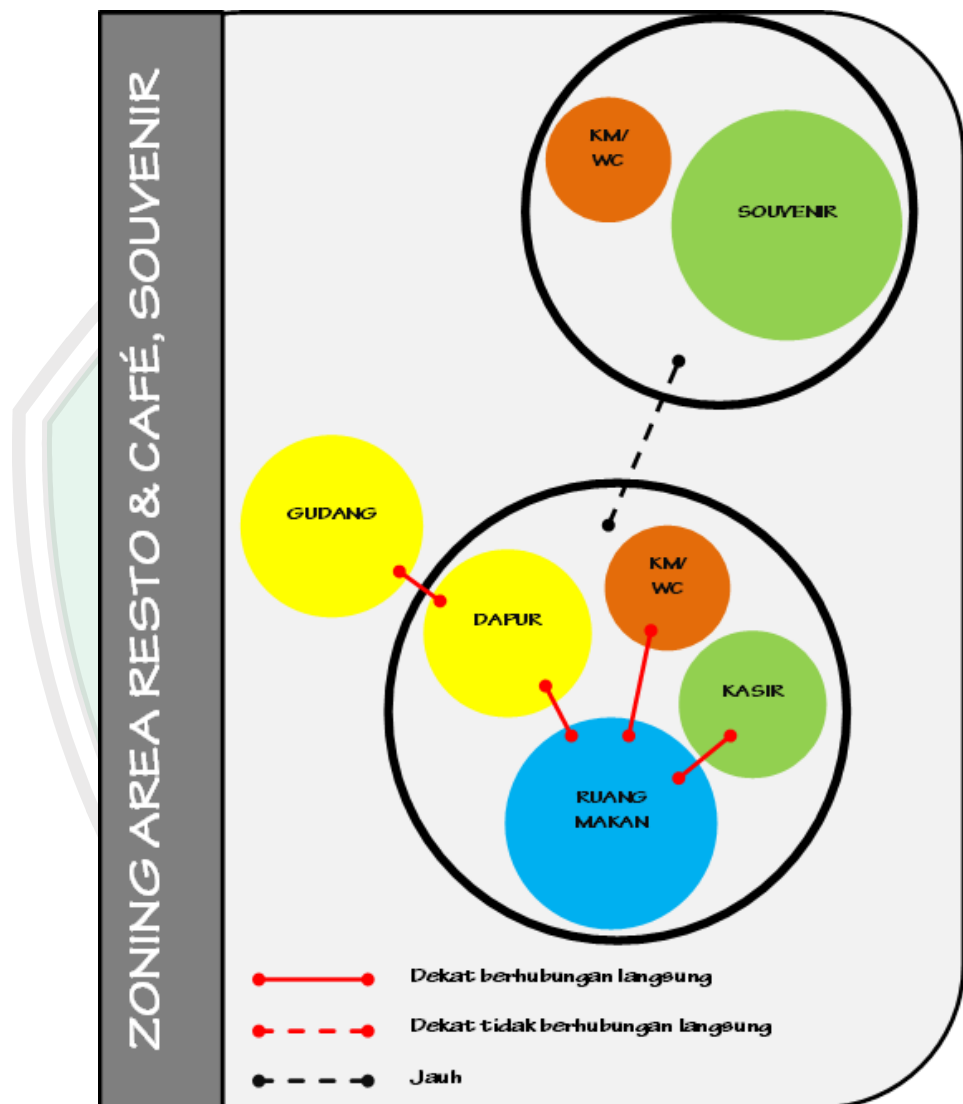 ZONING AREA RESTO & CAFÉ, SOUVENIR
KM/
WC
SOUVENIR
GUDANG
DAPUR
KM/
WC
KASIR
RUANG
MAKAN
Dekat berhubungan langsung
Dekat tidak berhubungan langsung
Jauh